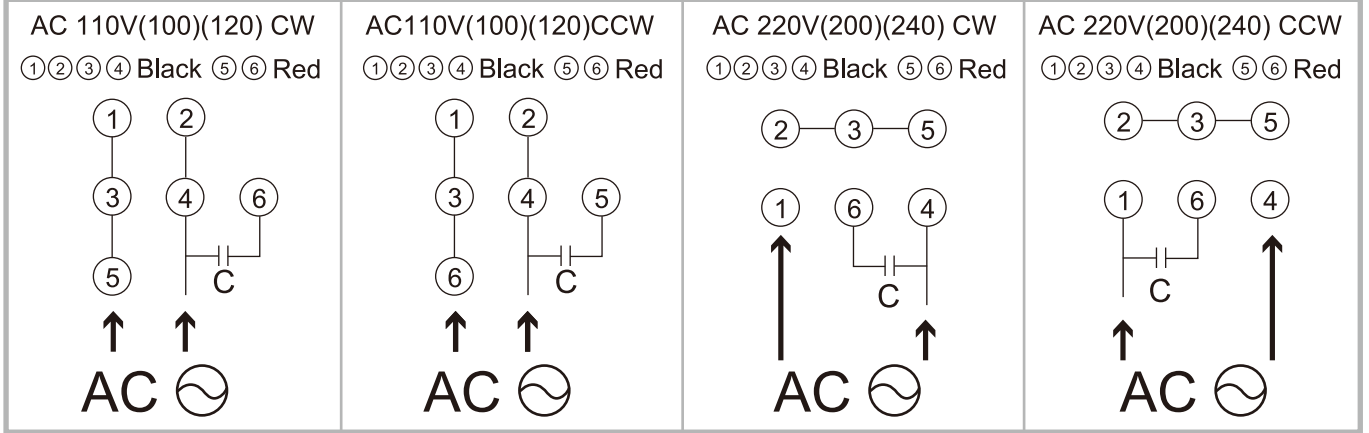 AC 110V(100)(120) CW
①②③④ Black ⑤⑥ Red
① ②
③ ④ ⑥
⑤ C
AC
AC110V(100)(120)CCW
①②③④ Black ⑤⑥ Red
① ②
③ ④ ⑤
⑥ C
AC
AC 220V(200)(240) CW
①②③④ Black ⑤⑥ Red
② ③ ⑤
① ⑥ ④
C
AC
AC 220V(200)(240) CCW
①②③④ Black ⑤⑥ Red
② ③ ⑤
① ⑥ ④
C
AC